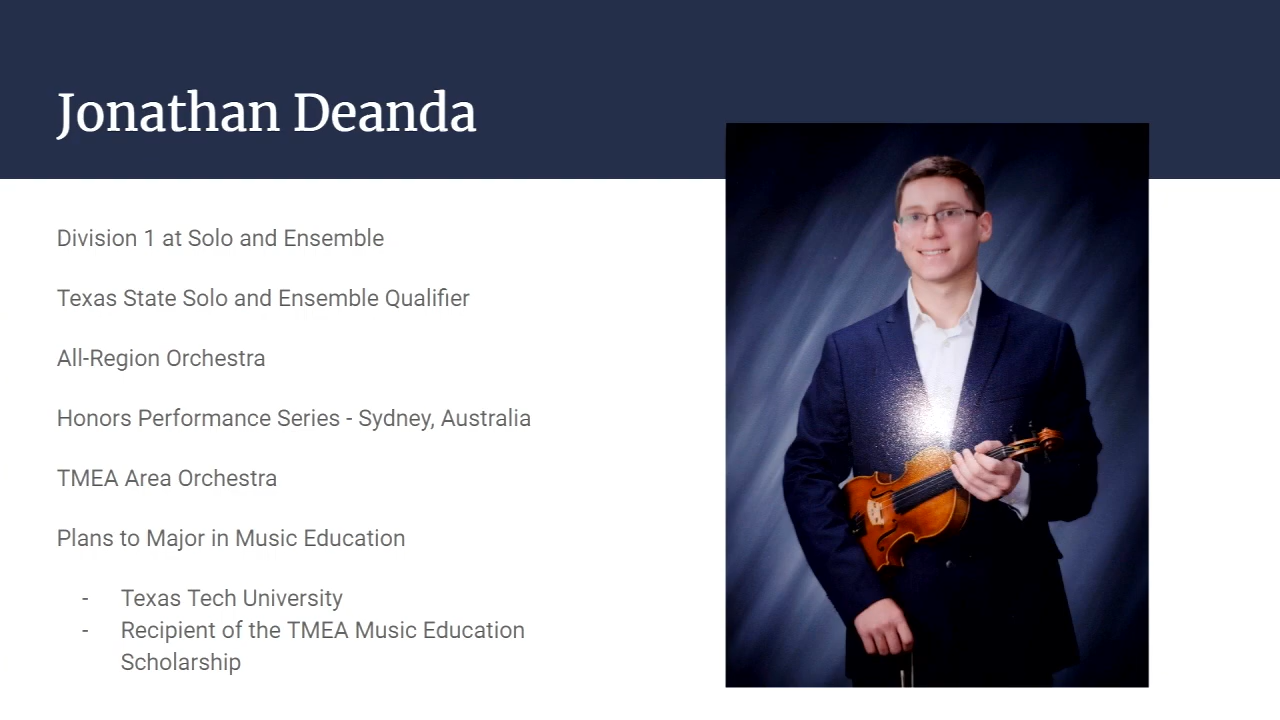 Jonathan Deanda
Division 1 at Solo and Ensemble
Texas State Solo and Ensemble Qualifier
All-Region Orchestra
Honors Performance Series - Sydney, Australia
TMEA Area Orchestra
Plans to Major in Music Education
- Texas Tech University
- Recipient of the TMEA Music Education
Scholarship